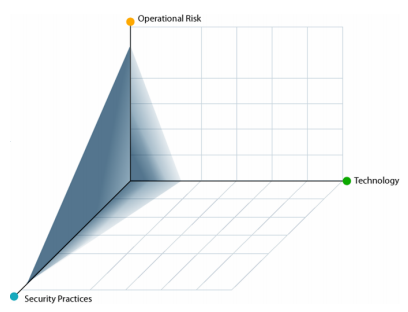 Operational Risk
Technology
Security Practices